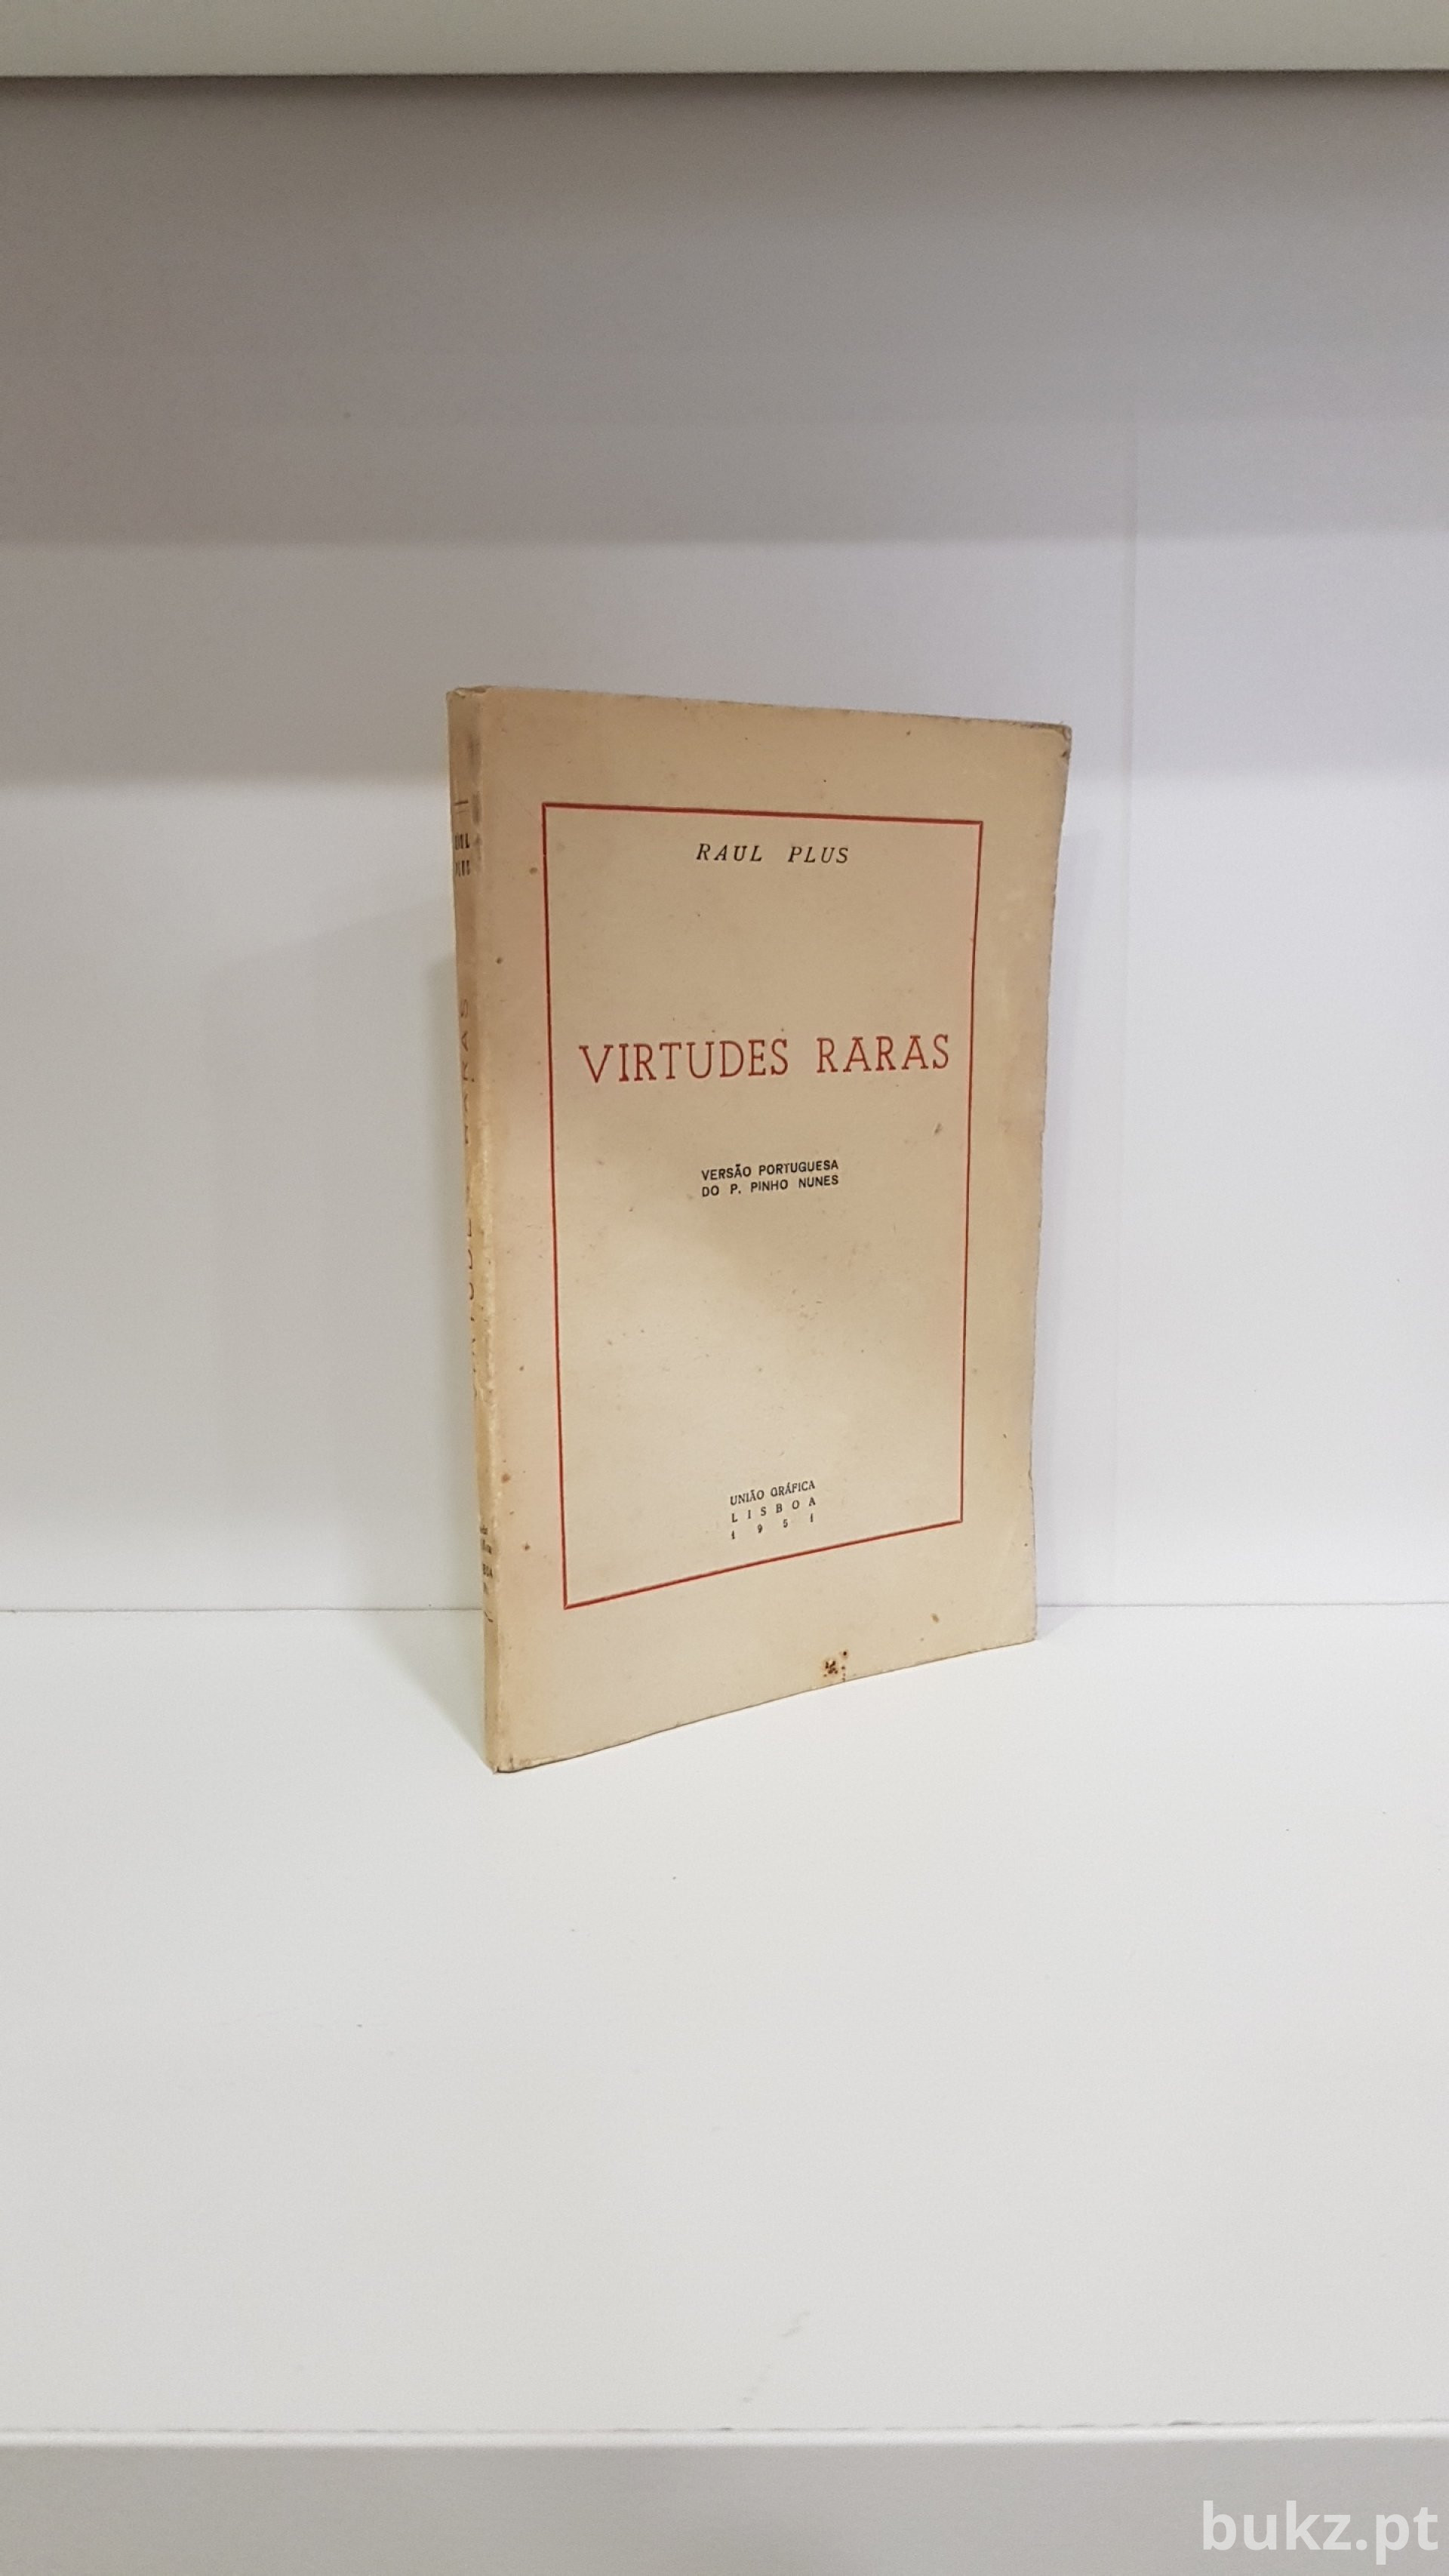 RAUL PLUS
VIRTUDES RARAS
VERSÃO PORTUGUESA
DO P. PINHO NUNES
UNIÃO GRÁFICA
LISBOA
1951
bukz.pt